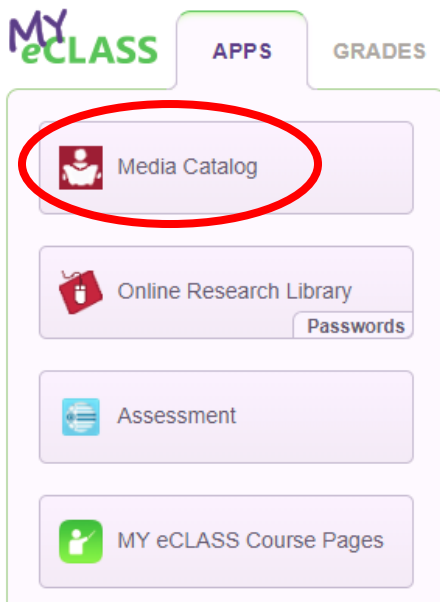 MY
eCLASS
APPS
GRADES
Media Catalog
Online Research Library
Passwords
Assessment
MY eCLASS Course Pages